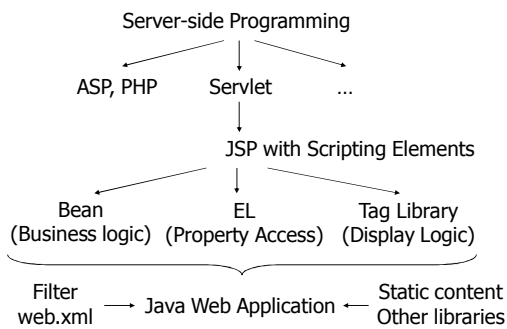 Server-side Programming
ASP, PHP
Servlet
...
JSP with Scripting Elements
Bean
(Business logic)
EL
(Property Access)
Tag Library
(Display Logic)
Filter
web.xml
Java Web Application
Static content
Other libraries